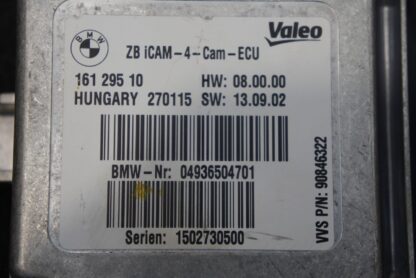 BMW
Valeo
ZB iCAM-4-Cam-ECU
161 295 10 HW: 08.00.00
HUNGARY 270115 SW: 13.09.02
BMW-Nr: 04936504701
Serien: 1502730500
VVS P/N: 90846322